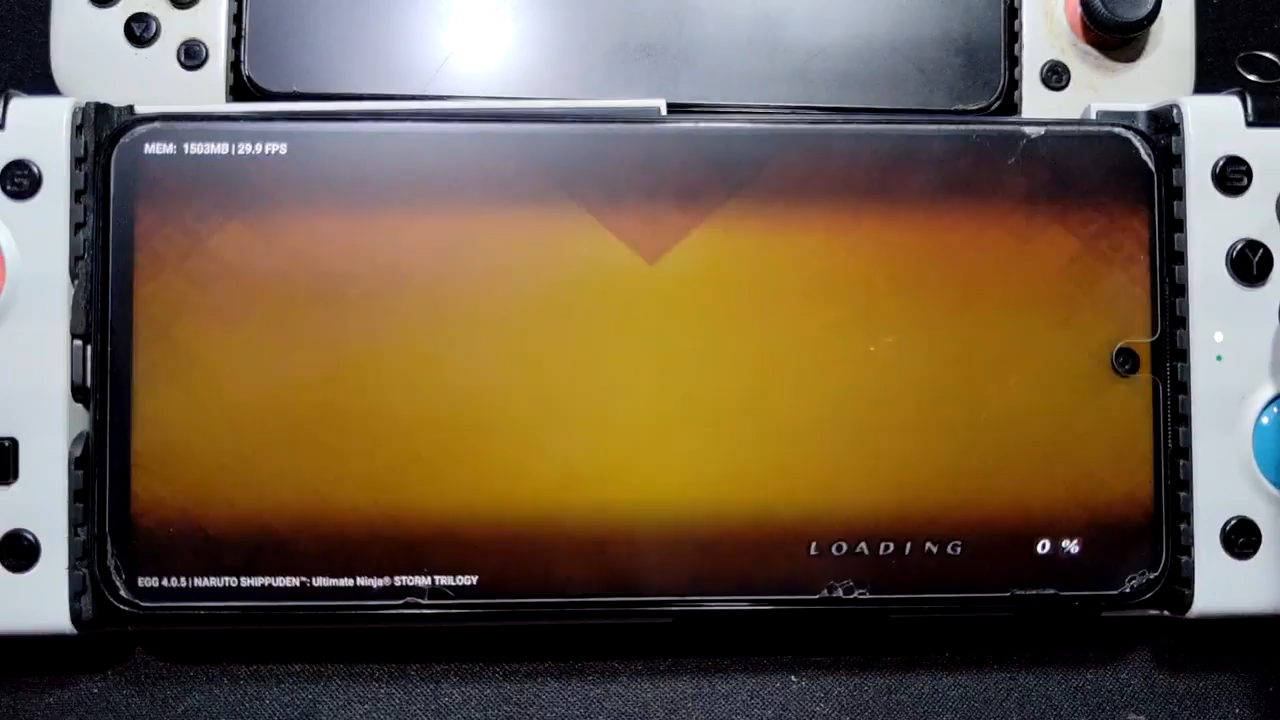 MEM: 1503MB | 29.9 FPS
S
Y
LOADING 0 %
EGG 4.0.5 | NARUTO SHIPPUDEN™: Ultimate Ninja® STORM TRILOGY